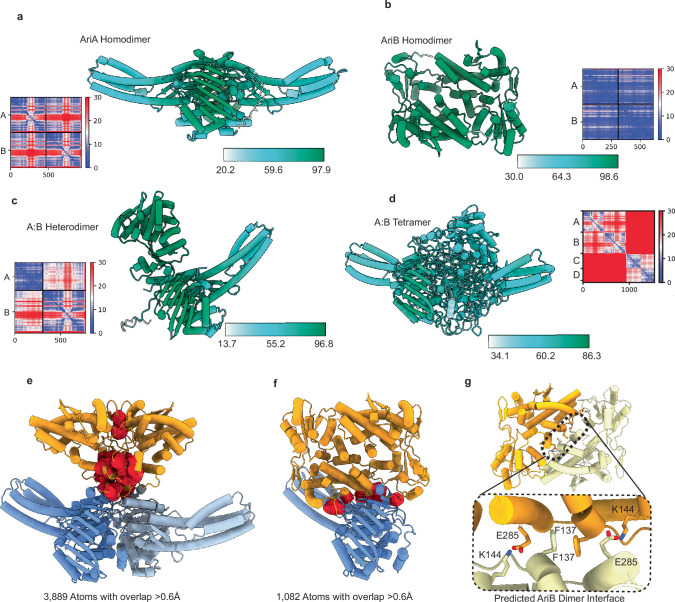 a
AriA Homodimer
A
B
0
500
30
20
10
0
20.2
59.6
97.9
b
AriB Homodimer
A
B
0
250
500
30
20
10
0
30.0
64.3
98.6
c
A:B Heterodimer
A
B
0
500
30
20
10
0
13.7
55.2
96.8
d
A:B Tetramer
A
B
C
D
0
1000
30
20
10
0
34.1
60.2
86.3
e
3,889 Atoms with overlap >0.6Å
f
1,082 Atoms with overlap >0.6Å
g
K144
E285
F137
K144
F137
E285
Predicted AriB Dimer Interface